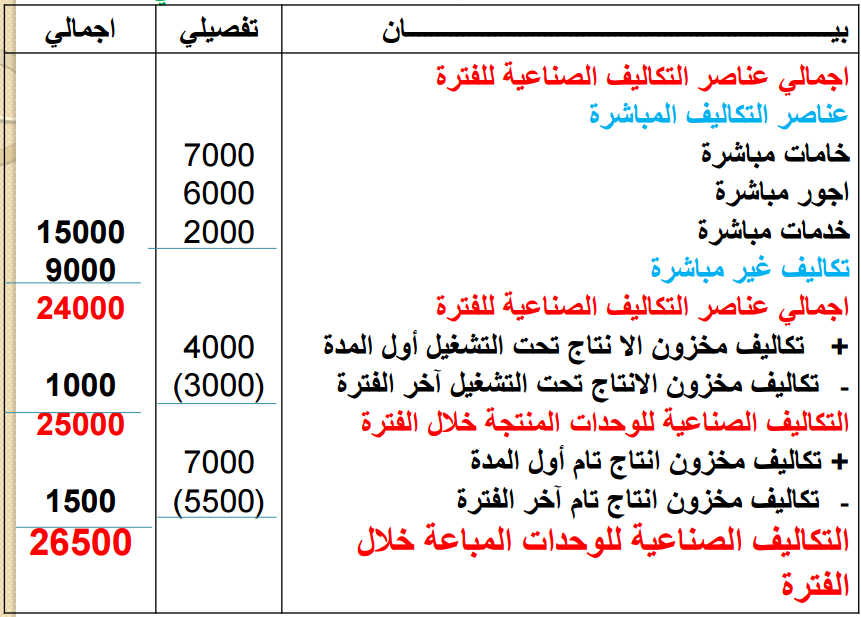 بيـــــــــــــــــــــــــــــــــان تفصيلي اجمالي
اجمالي عناصر التكاليف الصناعية للفترة
عناصر التكاليف المباشرة
خامات مباشرة 7000
اجور مباشرة 6000
خدمات مباشرة 2000 15000
تكاليف غير مباشرة 9000
اجمالي عناصر التكاليف الصناعية للفترة 24000
+ تكاليف مخزون الا نتاج تحت التشغيل أول المدة 4000
- تكاليف مخزون الانتاج تحت التشغيل آخر الفترة (3000) 1000
التكاليف الصناعية للوحدات المنتجة خلال الفترة 25000
+ تكاليف مخزون انتاج تام أول المدة 7000
- تكاليف مخزون انتاج تام آخر الفترة (5500) 1500
التكاليف الصناعية للوحدات المباعة خلال 26500
الفترة